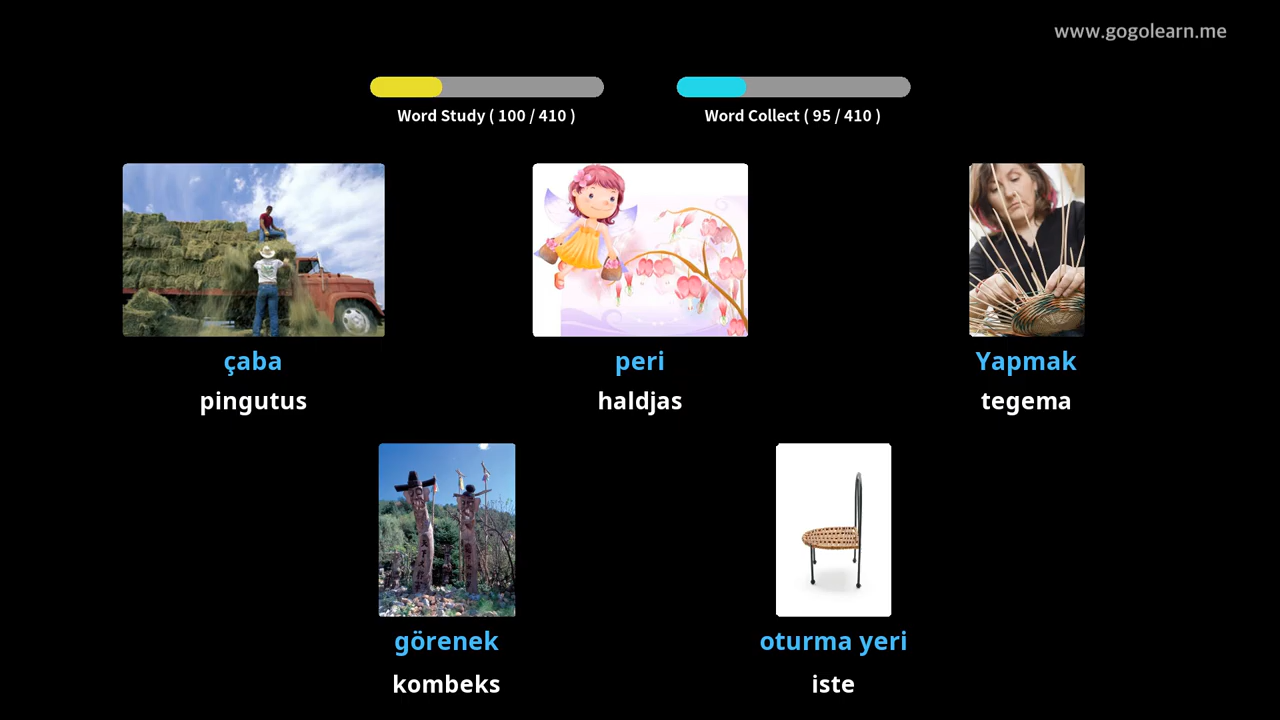 www.gogolearn.me
Word Study ( 100 / 410 )
Word Collect ( 95 / 410 )
çaba
peri
Yapmak
pingutus
haldjas
tegema
görenek
oturma yeri
kombeks
iste